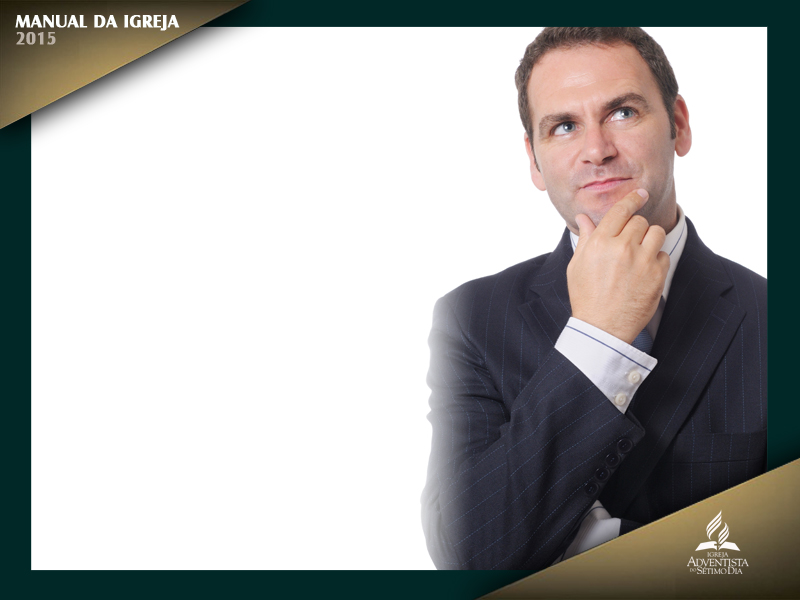 MANUAL DA IGREJA
2015
IGREJA
ADVENTISTA
DO SÉTIMO DIA